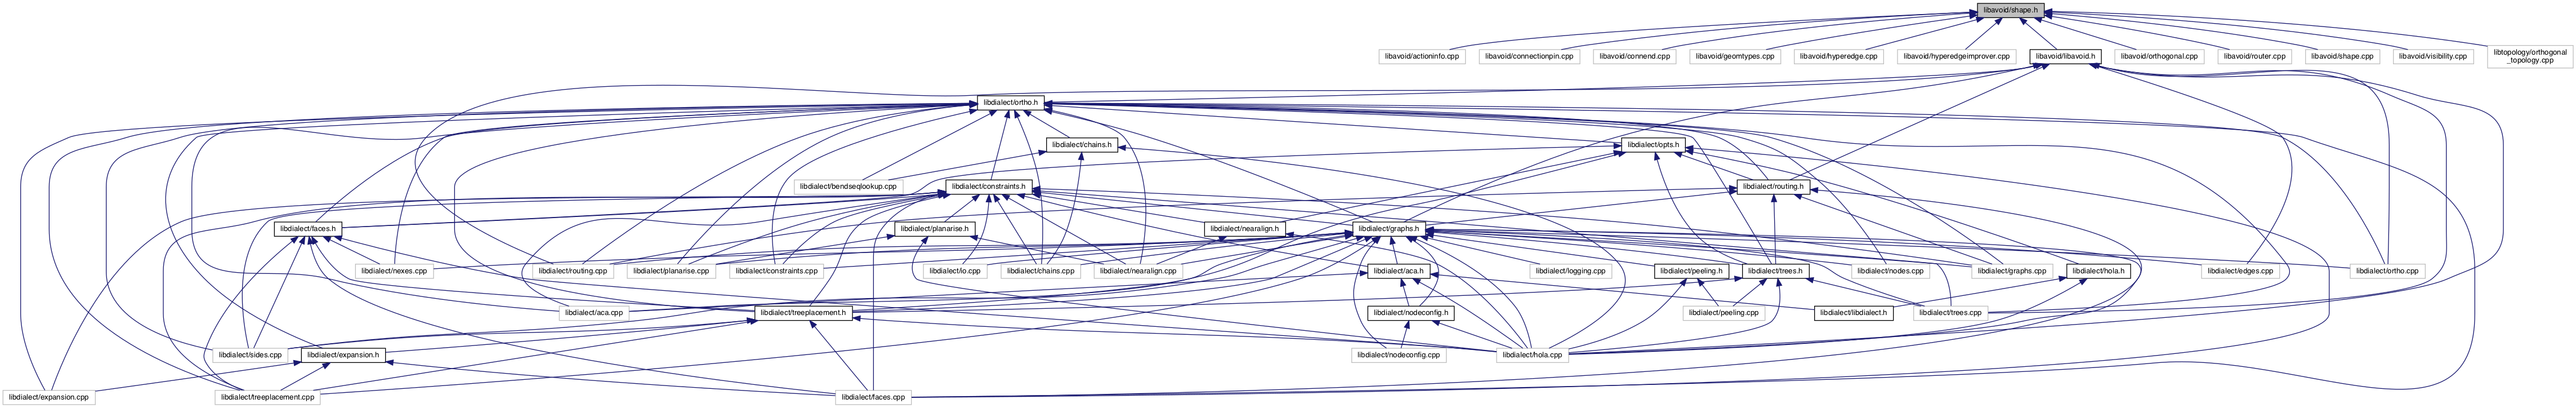 libavoid/shape.h
libavoid/actioninfo.cpp
libavoid/connectionpin.cpp
libavoid/connend.cpp
libavoid/geomtypes.cpp
libavoid/hyperedge.cpp
libavoid/hyperedgeimprover.cpp
libavoid/libavoid.h
libavoid/orthogonal.cpp
libavoid/router.cpp
libavoid/shape.cpp
libavoid/visibility.cpp
libtopology/orthogonal
_topology.cpp
libdialect/ortho.h
libdialect/chains.h
libdialect/opts.h
libdialect/bendseqlookup.cpp
libdialect/constraints.h
libdialect/routing.h
libdialect/faces.h
libdialect/planarise.h
libdialect/nearalign.h
libdialect/graphs.h
libdialect/nexes.cpp
libdialect/routing.cpp
libdialect/planarise.cpp
libdialect/constraints.cpp
libdialect/io.cpp
libdialect/chains.cpp
libdialect/nearalign.cpp
libdialect/aca.h
libdialect/logging.cpp
libdialect/peeling.h
libdialect/trees.h
libdialect/nodes.cpp
libdialect/graphs.cpp
libdialect/hola.h
libdialect/edges.cpp
libdialect/ortho.cpp
libdialect/aca.cpp
libdialect/treeplacement.h
libdialect/nodeconfig.h
libdialect/libdialect.h
libdialect/peeling.cpp
libdialect/trees.cpp
libdialect/sides.cpp
libdialect/expansion.h
libdialect/nodeconfig.cpp
libdialect/hola.cpp
libdialect/expansion.cpp
libdialect/treeplacement.cpp
libdialect/faces.cpp